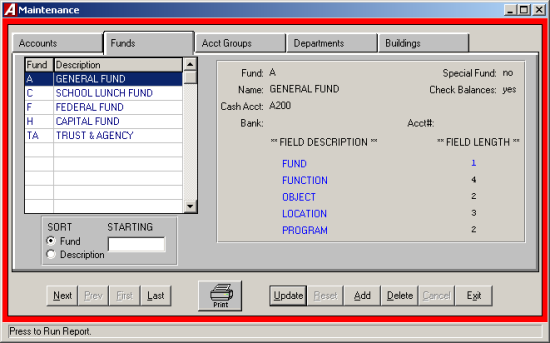 A Maintenance
Accounts Funds Acct Groups Departments Buildings
Fund Description
A GENERAL FUND
C SCHOOL LUNCH FUND
F FEDERAL FUND
H CAPITAL FUND
TA TRUST & AGENCY
SORT STARTING
Fund
Description
Fund: A Special Fund: no
Name: GENERAL FUND Check Balances: yes
Cash Acct: A200
Bank: Acct#:
** FIELD DESCRIPTION ** ** FIELD LENGTH **
FUND 1
FUNCTION 4
OBJECT 2
LOCATION 3
PROGRAM 2
Next Prev First Last Print Update Reset Add Delete Cancel Exit
Press to Run Report.